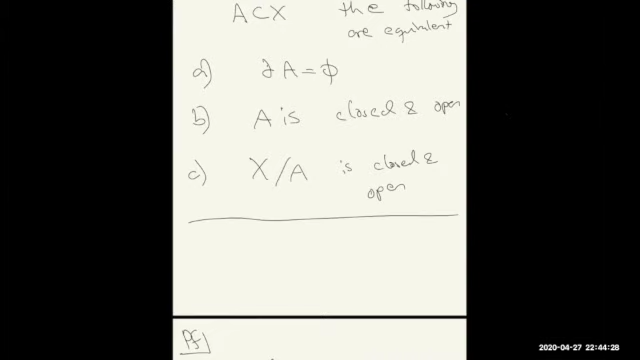 A ⊂ X the following
are equivalent
a) ∂A = ϕ
b) A is closed & open
c) X/A is closed &
open
Pf
2020-04-27 22:44:28